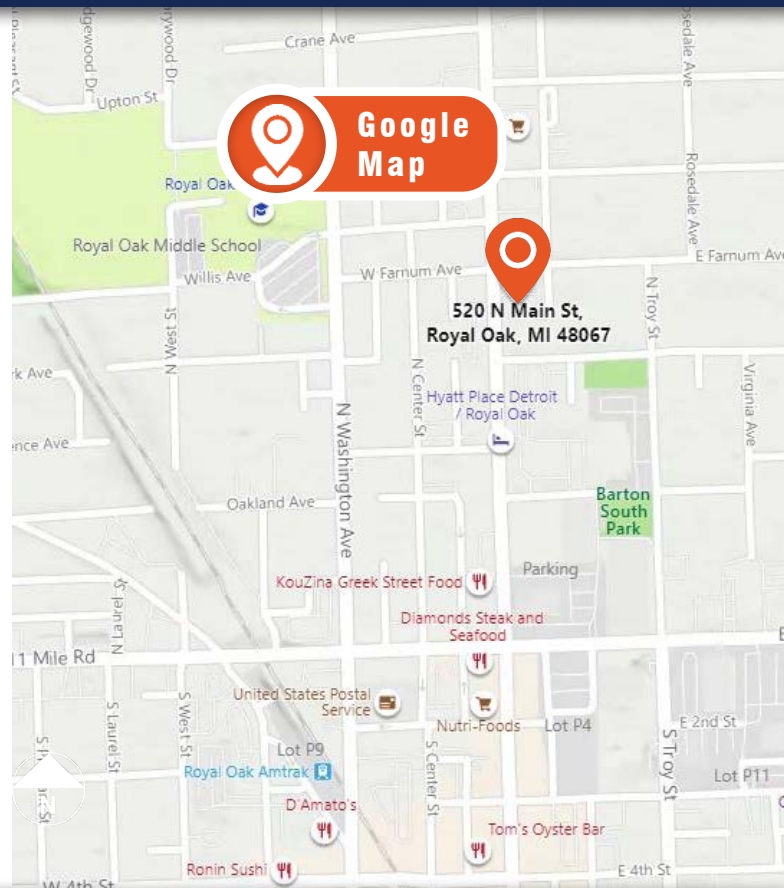 Crane Ave
Upton St
Google
Map
Royal Oak
Rosedale Ave
Royal Oak Middle School
Willis Ave
W Farnum Ave
E Farnum Ave
520 N Main St,
Royal Oak, MI 48067
N West St
N Troy St
N Center St
Virginia Ave
Hyatt Place Detroit
/ Royal Oak
N Washington Ave
Oakland Ave
Barton
South
Park
Parking
KouZina Greek Street Food
Diamonds Steak and
Seafood
N Laurel St
11 Mile Rd
United States Postal
Service
Nutri-Foods
Lot P4
E 2nd St
S Laurel St
S West St
S Center St
S Troy St
Lot P9
Royal Oak Amtrak
Lot P11
N
D'Amato's
Tom's Oyster Bar
Ronin Sushi
E 4th St
W 4th St